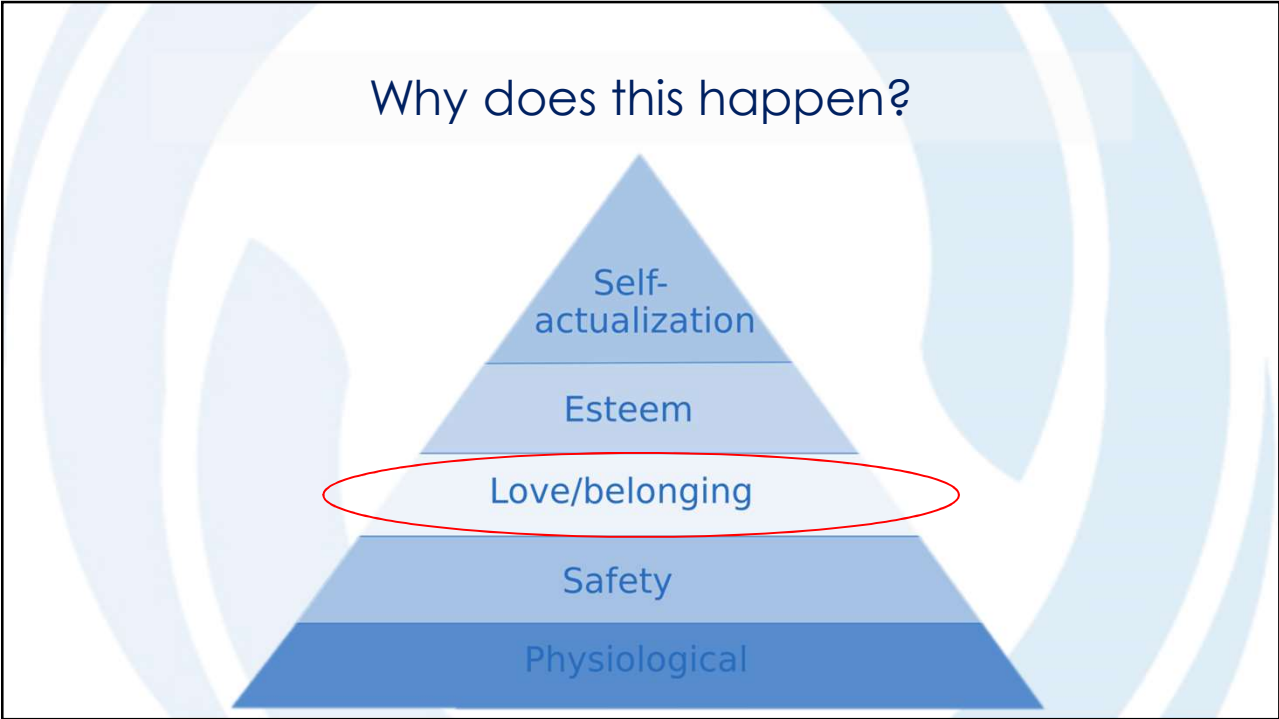 Why does this happen?
Self-
actualization
Esteem
Love/belonging
Safety
Physiological